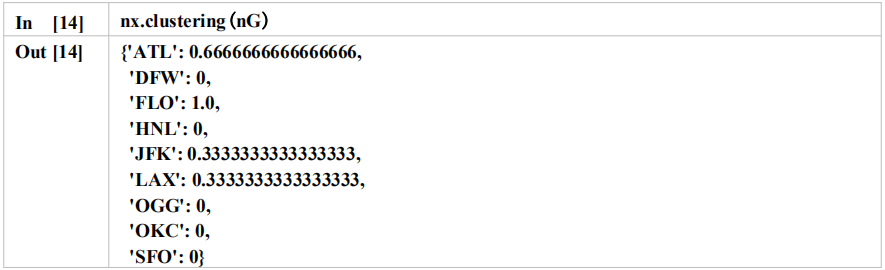 In [14] nx.clustering(nG)
Out [14] {'ATL': 0.6666666666666666,
'DFW': 0,
'FLO': 1.0,
'HNL': 0,
'JFK': 0.3333333333333333,
'LAX': 0.3333333333333333,
'OGG': 0,
'OKC': 0,
'SFO': 0}